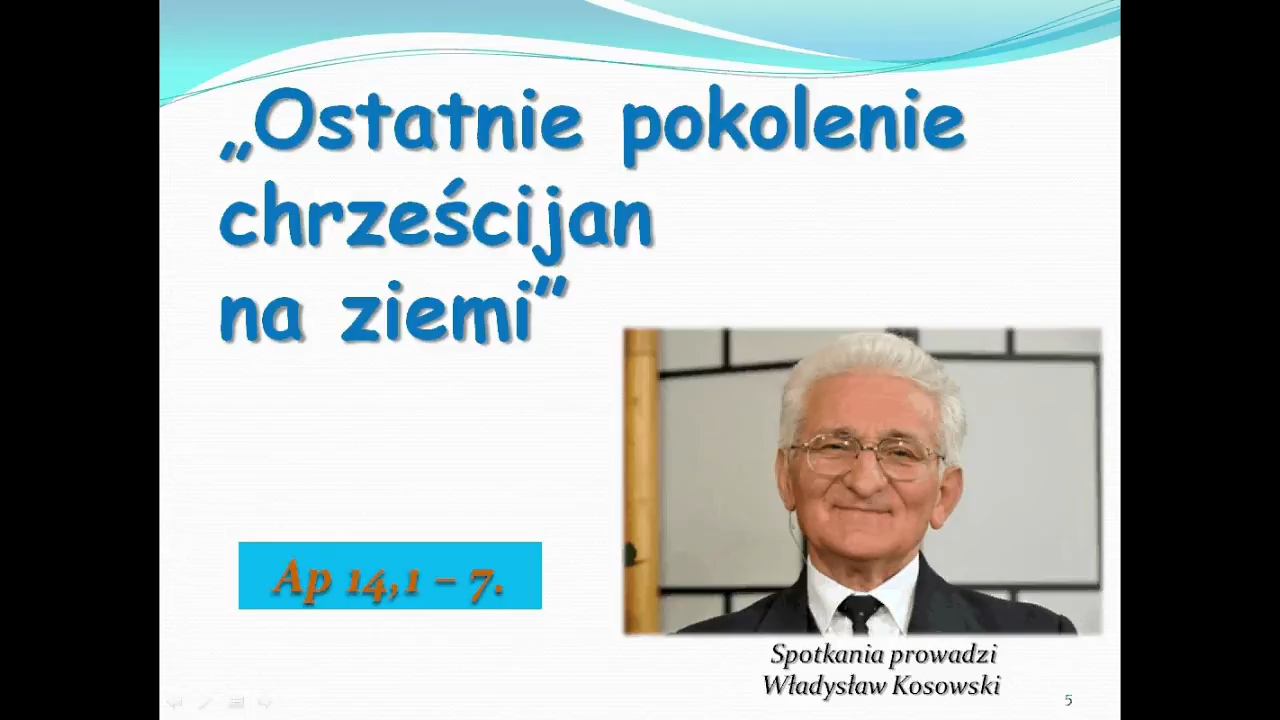 „Ostatnie pokolenie
chrześcijan
na ziemi”
Ap 14,1 – 7.
Spotkania prowadzi
Władysław Kosowski
5